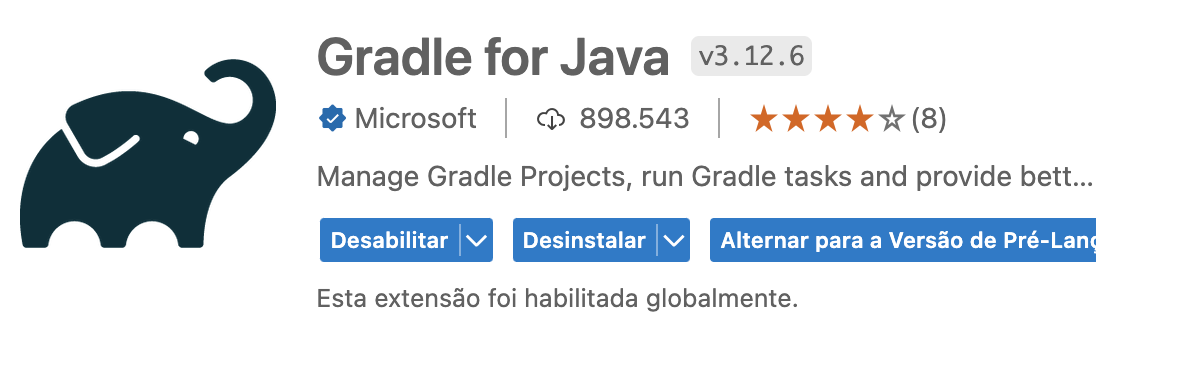 Gradle for Java v3.12.6
Microsoft 898.543 (8)
Manage Gradle Projects, run Gradle tasks and provide bett...
Desabilitar Desinstalar Alternar para a Versão de Pré-Lanç
Esta extensão foi habilitada globalmente.